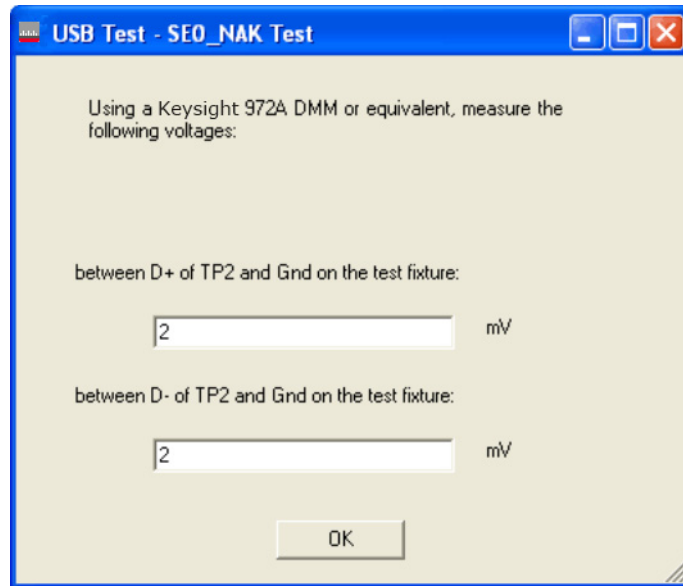 USB Test - SE0_NAK Test
Using a Keysight 972A DMM or equivalent, measure the
following voltages:
between D+ of TP2 and Gnd on the test fixture:
2 mV
between D- of TP2 and Gnd on the test fixture:
2 mV
OK